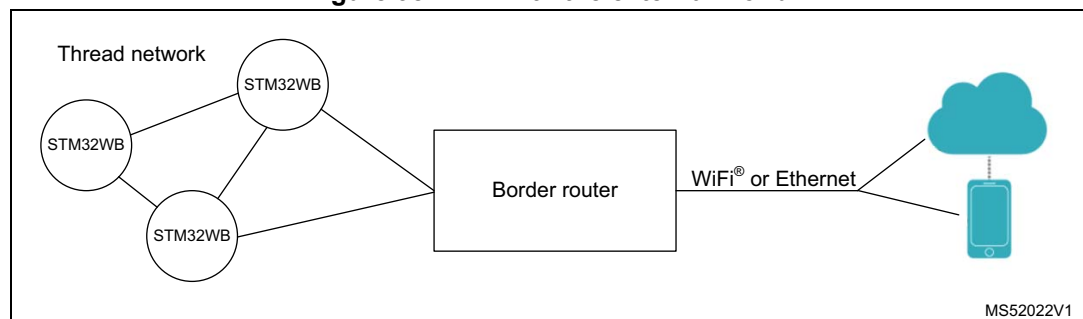 Thread network
STM32WB
STM32WB
STM32WB
Border router
WiFi® or Ethernet
MS52022V1